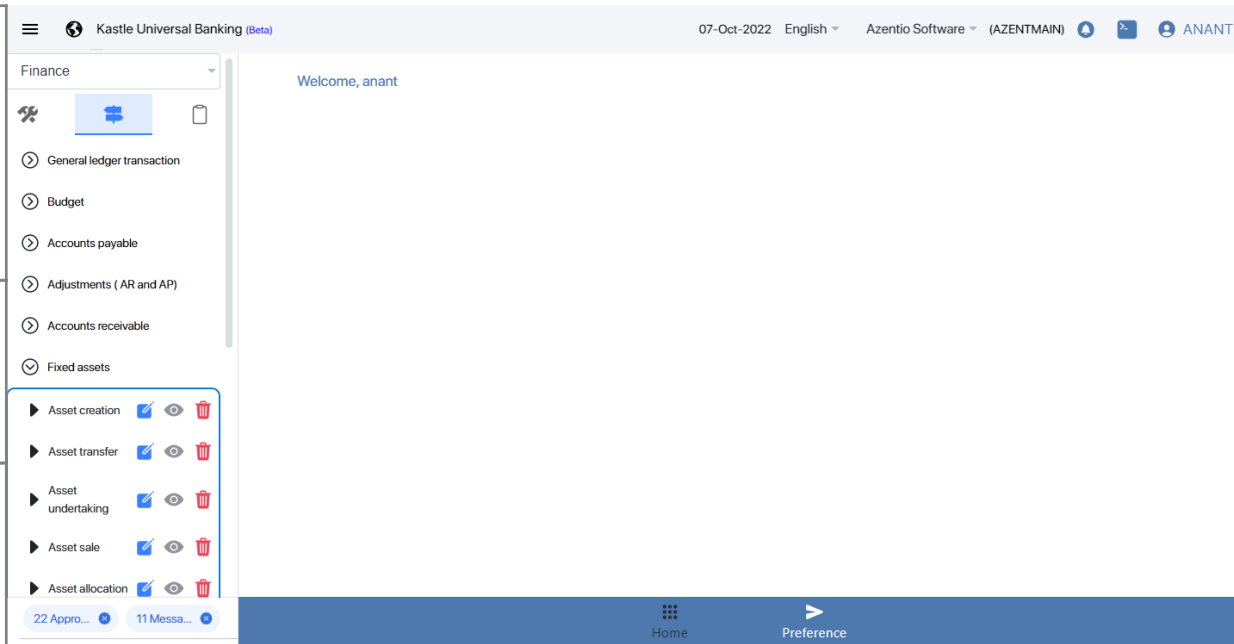 Kastle Universal Banking (Beta)
07-Oct-2022 English Azentio Software (AZENTMAIN) ANANT
Finance
Welcome, anant
General ledger transaction
Budget
Accounts payable
Adjustments ( AR and AP)
Accounts receivable
Fixed assets
Asset creation
Asset transfer
Asset
undertaking
Asset sale
Asset allocation
22 Appro... 11 Messa...
Home Preference